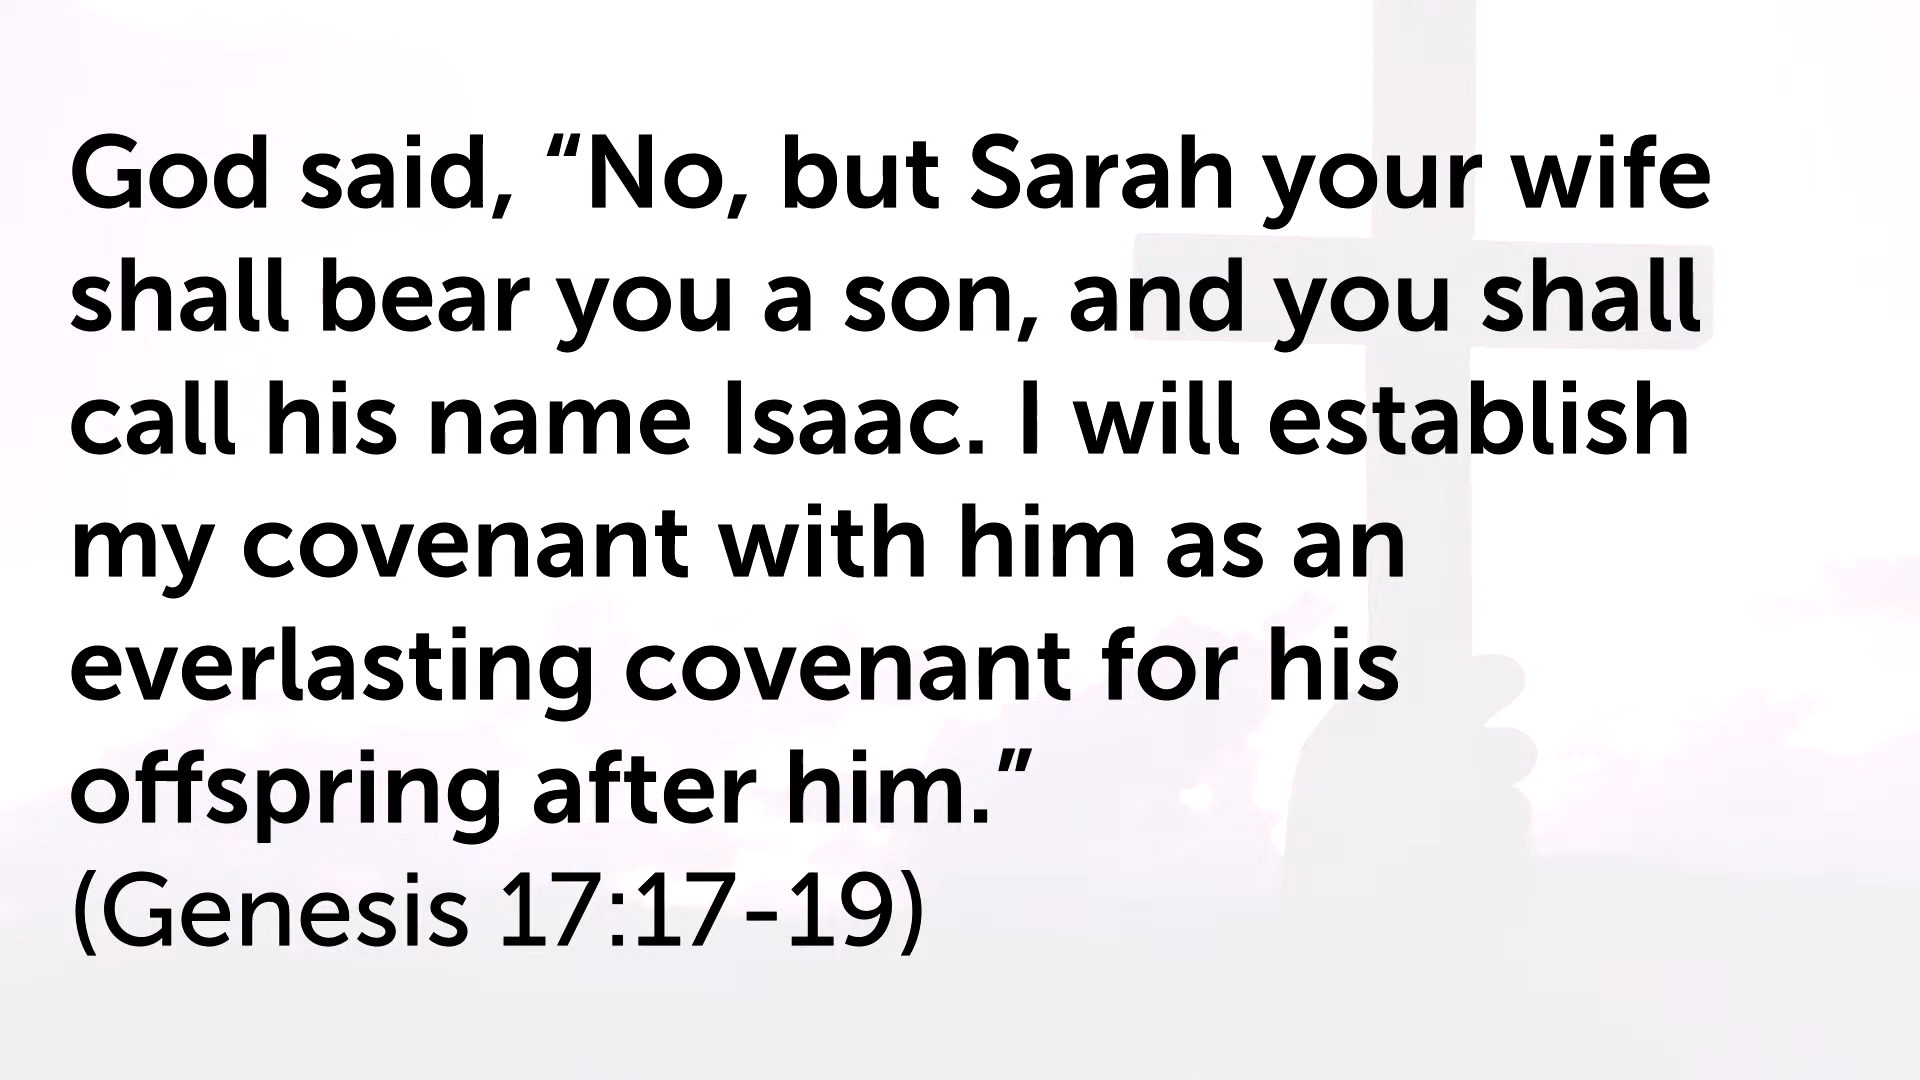 God said, “No, but Sarah your wife
shall bear you a son, and you shall
call his name Isaac. I will establish
my covenant with him as an
everlasting covenant for his
offspring after him.”
(Genesis 17:17-19)